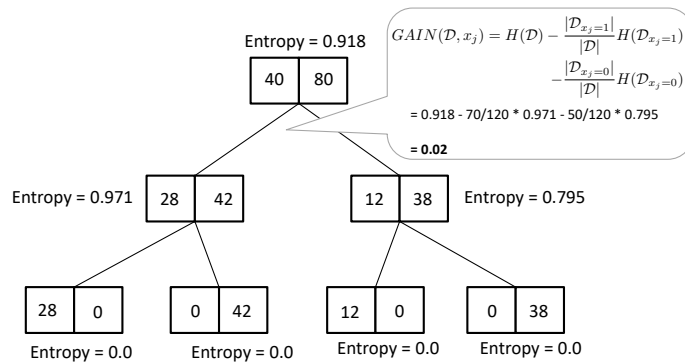 Entropy = 0.918
40 80
GAIN(𝒟, x_j) = H(𝒟) − |𝒟_{x_j=1}|/|𝒟| H(𝒟_{x_j=1})
− |𝒟_{x_j=0}|/|𝒟| H(𝒟_{x_j=0})
= 0.918 - 70/120 * 0.971 - 50/120 * 0.795
= 0.02
Entropy = 0.971
28 42
12 38
Entropy = 0.795
28 0
0 42
12 0
0 38
Entropy = 0.0
Entropy = 0.0
Entropy = 0.0
Entropy = 0.0